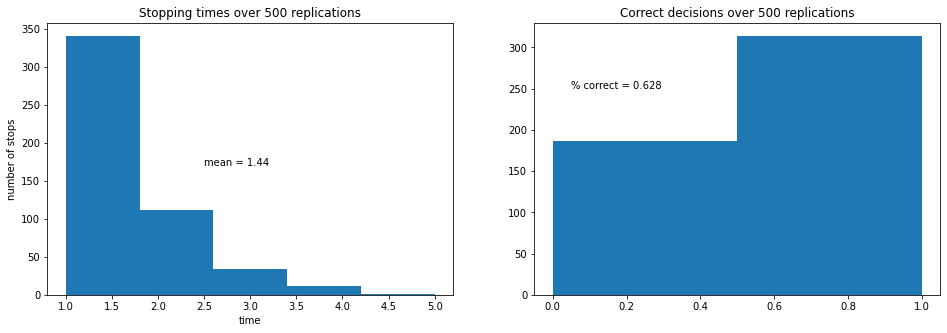 Stopping times over 500 replications
350
300
250
200
150
100
50
0
number of stops
mean = 1.44
1.0 1.5 2.0 2.5 3.0 3.5 4.0 4.5 5.0
time
Correct decisions over 500 replications
300
250
200
150
100
50
0
% correct = 0.628
0.0 0.2 0.4 0.6 0.8 1.0